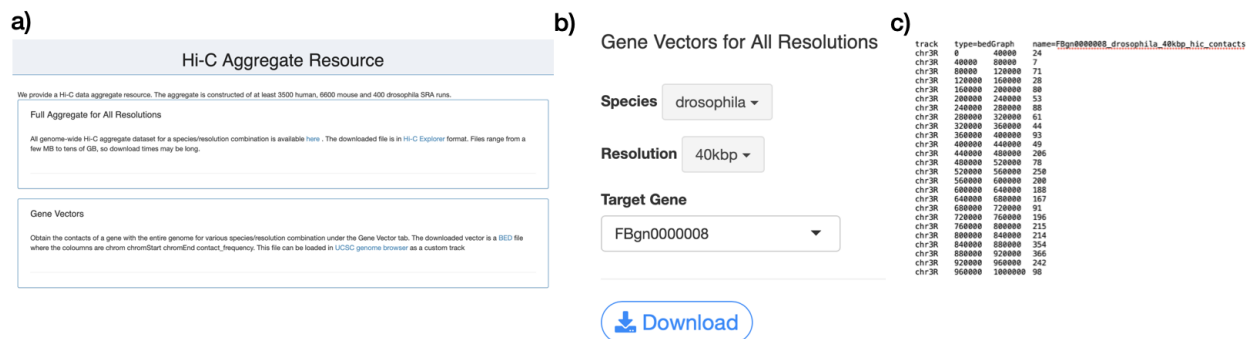 a)
Hi-C Aggregate Resource
We provide a Hi-C data aggregate resource. The aggregate is constructed of at least 3500 human, 6600 mouse and 400 drosophila SRA runs.
Full Aggregate for All Resolutions
All genome-wide Hi-C aggregate dataset for a species/resolution combination is available here . The downloaded file is in Hi-C Explorer format. Files range from a
few MB to tens of GB, so download times may be long.
Gene Vectors
Obtain the contacts of a gene with the entire genome for various species/resolution combination under the Gene Vector tab. The downloaded vector is a BED file
where the coloumns are chrom chromStart chromEnd contact_frequency. This file can be loaded in UCSC genome browser as a custom track
b)
Gene Vectors for All Resolutions
Species drosophila
Resolution 40kbp
Target Gene
FBgn0000008
Download
c)
track type=bedGraph name=FBgn0000008_drosophila_40kbp_hic_contacts
chr3R 0 40000 24
chr3R 40000 80000 7
chr3R 80000 120000 71
chr3R 120000 160000 28
chr3R 160000 200000 80
chr3R 200000 240000 53
chr3R 240000 280000 88
chr3R 280000 320000 61
chr3R 320000 360000 44
chr3R 360000 400000 93
chr3R 400000 440000 49
chr3R 440000 480000 206
chr3R 480000 520000 78
chr3R 520000 560000 250
chr3R 560000 600000 200
chr3R 600000 640000 188
chr3R 640000 680000 167
chr3R 680000 720000 91
chr3R 720000 760000 196
chr3R 760000 800000 215
chr3R 800000 840000 214
chr3R 840000 880000 354
chr3R 880000 920000 366
chr3R 920000 960000 242
chr3R 960000 1000000 98